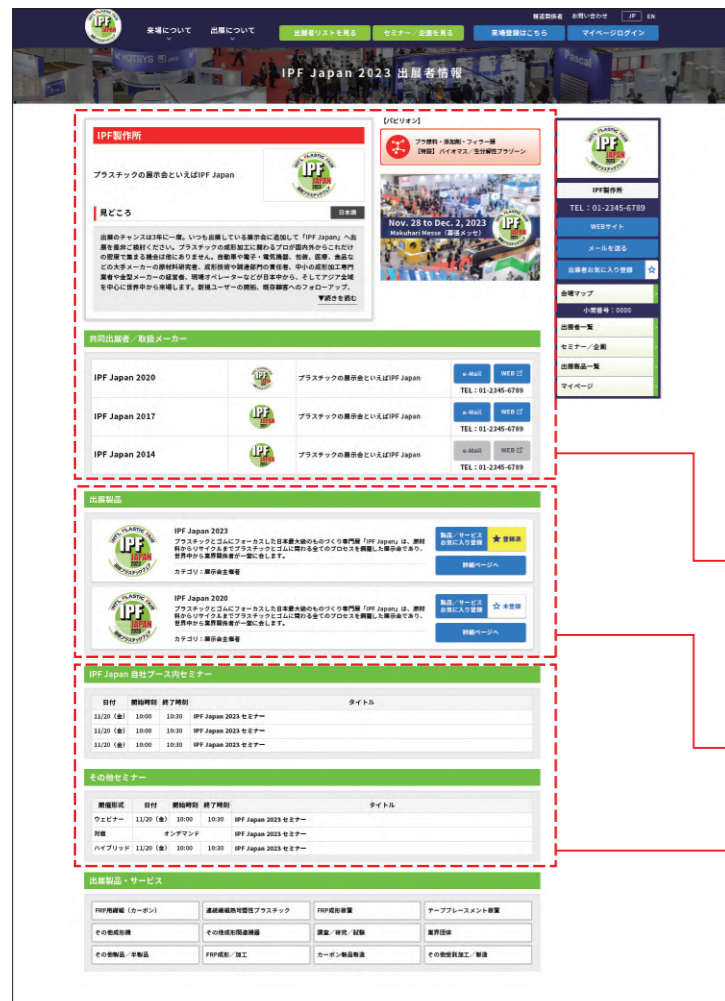 報道関係者 お問い合わせ JP EN
IPF JAPAN
来場について 出展について 出展者リストを見る セミナー／企画を見る 来場登録はこちら マイページログイン
IPF Japan 2023 出展者情報
HOTSYS
Pascal
IPF製作所
プラスチックの展示会といえばIPF Japan
INT'L PLASTIC FAIR
IPF
JAPAN
2023
国際プラスチックフェア
見どころ
日本語
出展のチャンスは3年に一度。いつも出展している展示会に追加して「IPF Japan」へ出
展を是非ご検討ください。プラスチックの成形加工に関わるプロが国内外からこれだけ
の密度で集まる機会は他にありません。自動車や電子・電気機器、包装、医療、食品な
どの大手メーカーの原材料研究者、成形技術や関連部門の責任者、中小の成形加工専門
業者や金型メーカーの経営者、現場オペレーターなどが日本中から、そしてアジア全域
を中心に世界中から来場します。新規ユーザーの開拓、既存顧客へのフォローアップ、
▼続きを読む
【パビリオン】
プラ原料・添加剤・フィラー展
【特設】 バイオマス／生分解性プラゾーン
Nov. 28 to Dec. 2, 2023
Makuhari Messe（幕張メッセ）
IPF JAPAN
IPF製作所
TEL：01-2345-6789
WEBサイト
メールを送る
出展者お気に入り登録
会場マップ
小間番号：0000
出展者一覧
セミナー／企画
出展製品一覧
マイページ
共同出展者／取扱メーカー
IPF Japan 2020 プラスチックの展示会といえばIPF Japan e-Mail WEB
TEL：01-2345-6789
IPF Japan 2017 プラスチックの展示会といえばIPF Japan e-Mail WEB
TEL：01-2345-6789
IPF Japan 2014 プラスチックの展示会といえばIPF Japan e-Mail WEB
TEL：01-2345-6789
出展製品
IPF Japan 2023
プラスチックとゴムにフォーカスした日本最大級のものづくり専門展「IPF Japan」は、原材
料からリサイクルまでプラスチックとゴムに関わる全てのプロセスを網羅した展示会であり、
世界中から業界関係者が一堂に会します。
カテゴリ：展示会主催者
製品／サービス
お気に入り登録
★ 登録済
詳細ページへ
IPF Japan 2020
プラスチックとゴムにフォーカスした日本最大級のものづくり専門展「IPF Japan」は、原材
料からリサイクルまでプラスチックとゴムに関わる全てのプロセスを網羅した展示会であり、
世界中から業界関係者が一堂に会します。
カテゴリ：展示会主催者
製品／サービス
お気に入り登録
☆ 未登録
詳細ページへ
IPF Japan 自社ブース内セミナー
日付 開始時刻 終了時刻 タイトル
11/20（金） 10:00 10:30 IPF Japan 2023 セミナー
11/20（金） 10:00 10:30 IPF Japan 2023 セミナー
11/20（金） 10:00 10:30 IPF Japan 2023 セミナー
その他セミナー
開催形式 日付 開始時刻 終了時刻 タイトル
ウェビナー 11/20（金） 10:00 10:30 IPF Japan 2023 セミナー
対面 オンデマンド IPF Japan 2023 セミナー
ハイブリッド 11/20（金） 10:00 10:30 IPF Japan 2023 セミナー
出展製品・サービス
FRP用繊維（カーボン） 連続繊維熱可塑性プラスチック FRP成形装置 テーププレースメント装置
その他成形機 その他成形関連機器 調査／研究／試験 業界団体
その他製品／半製品 FRP成形／加工 カーボン製品製造 その他受託加工／製造